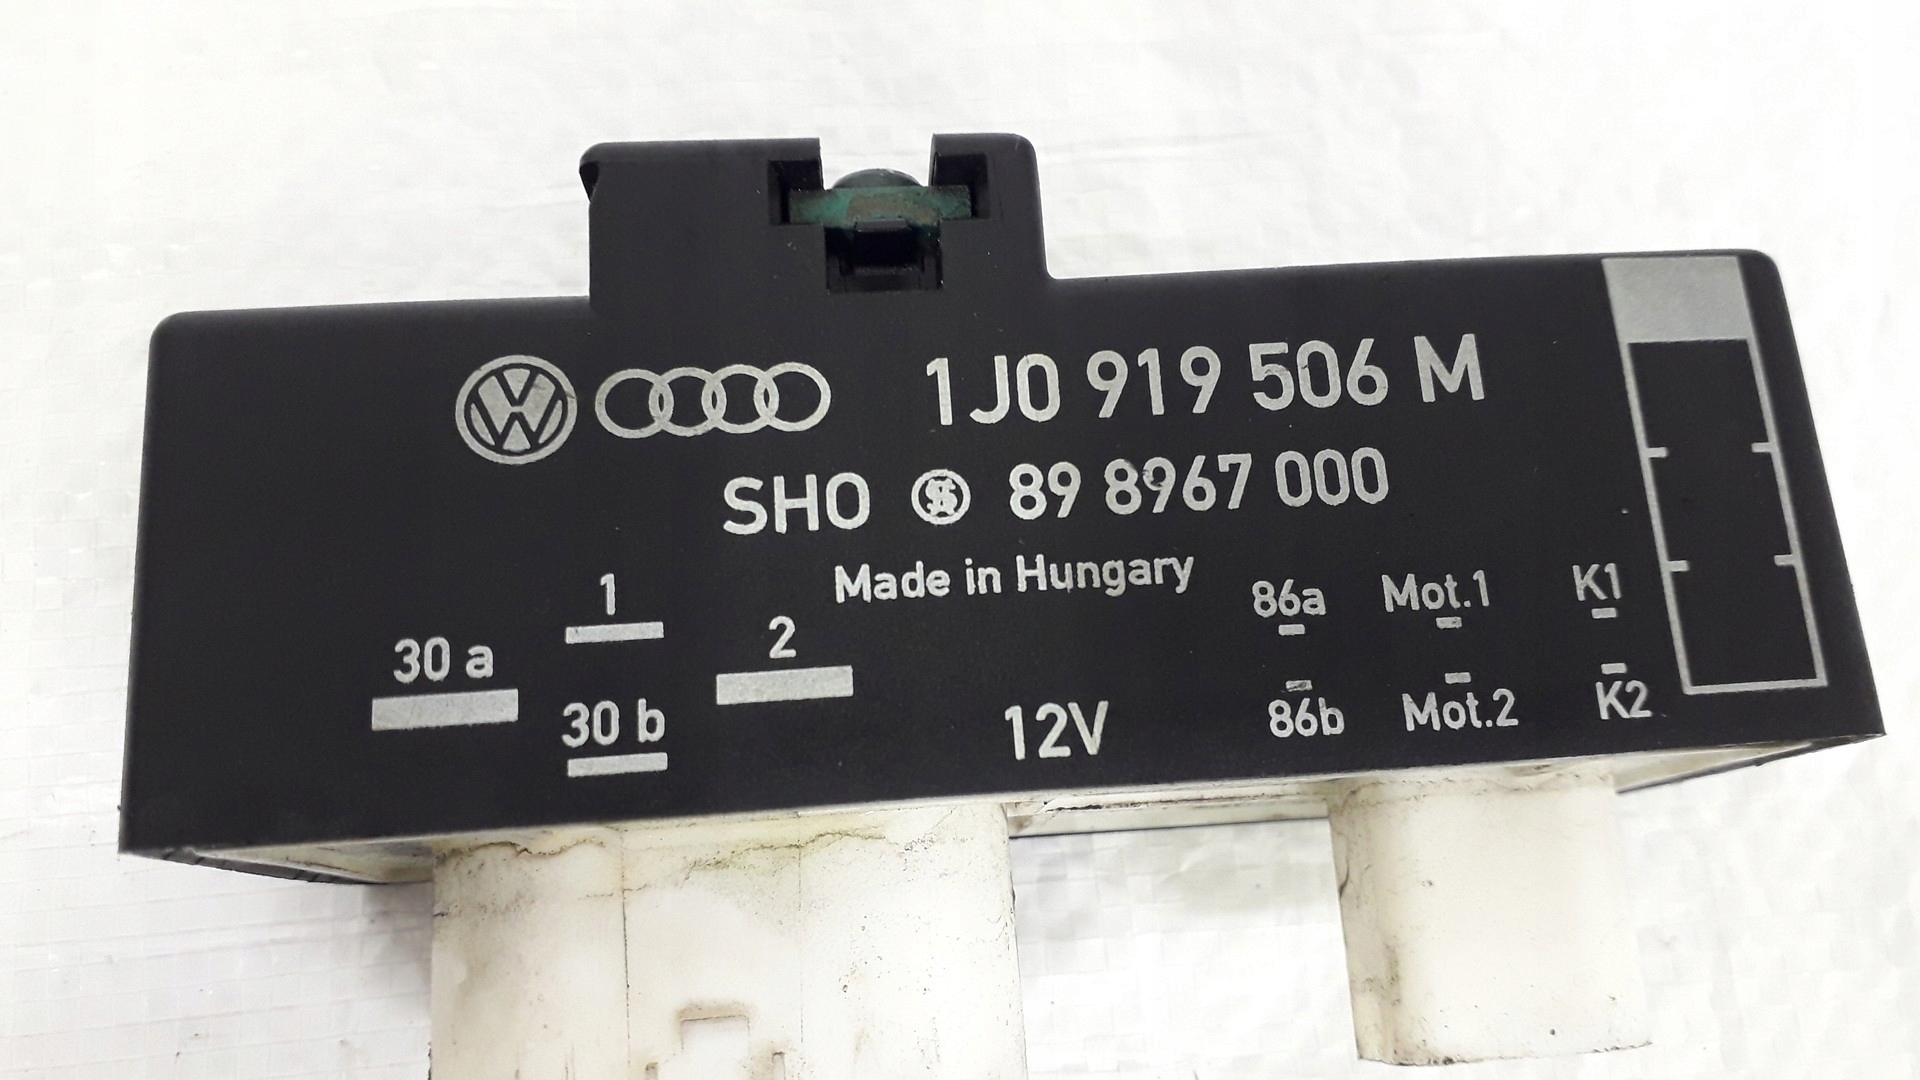 1J0 919 506 M
SHO 89 8967 000
Made in Hungary
1
30 a
2
30 b
12V
86a Mot.1 K1
86b Mot.2 K2